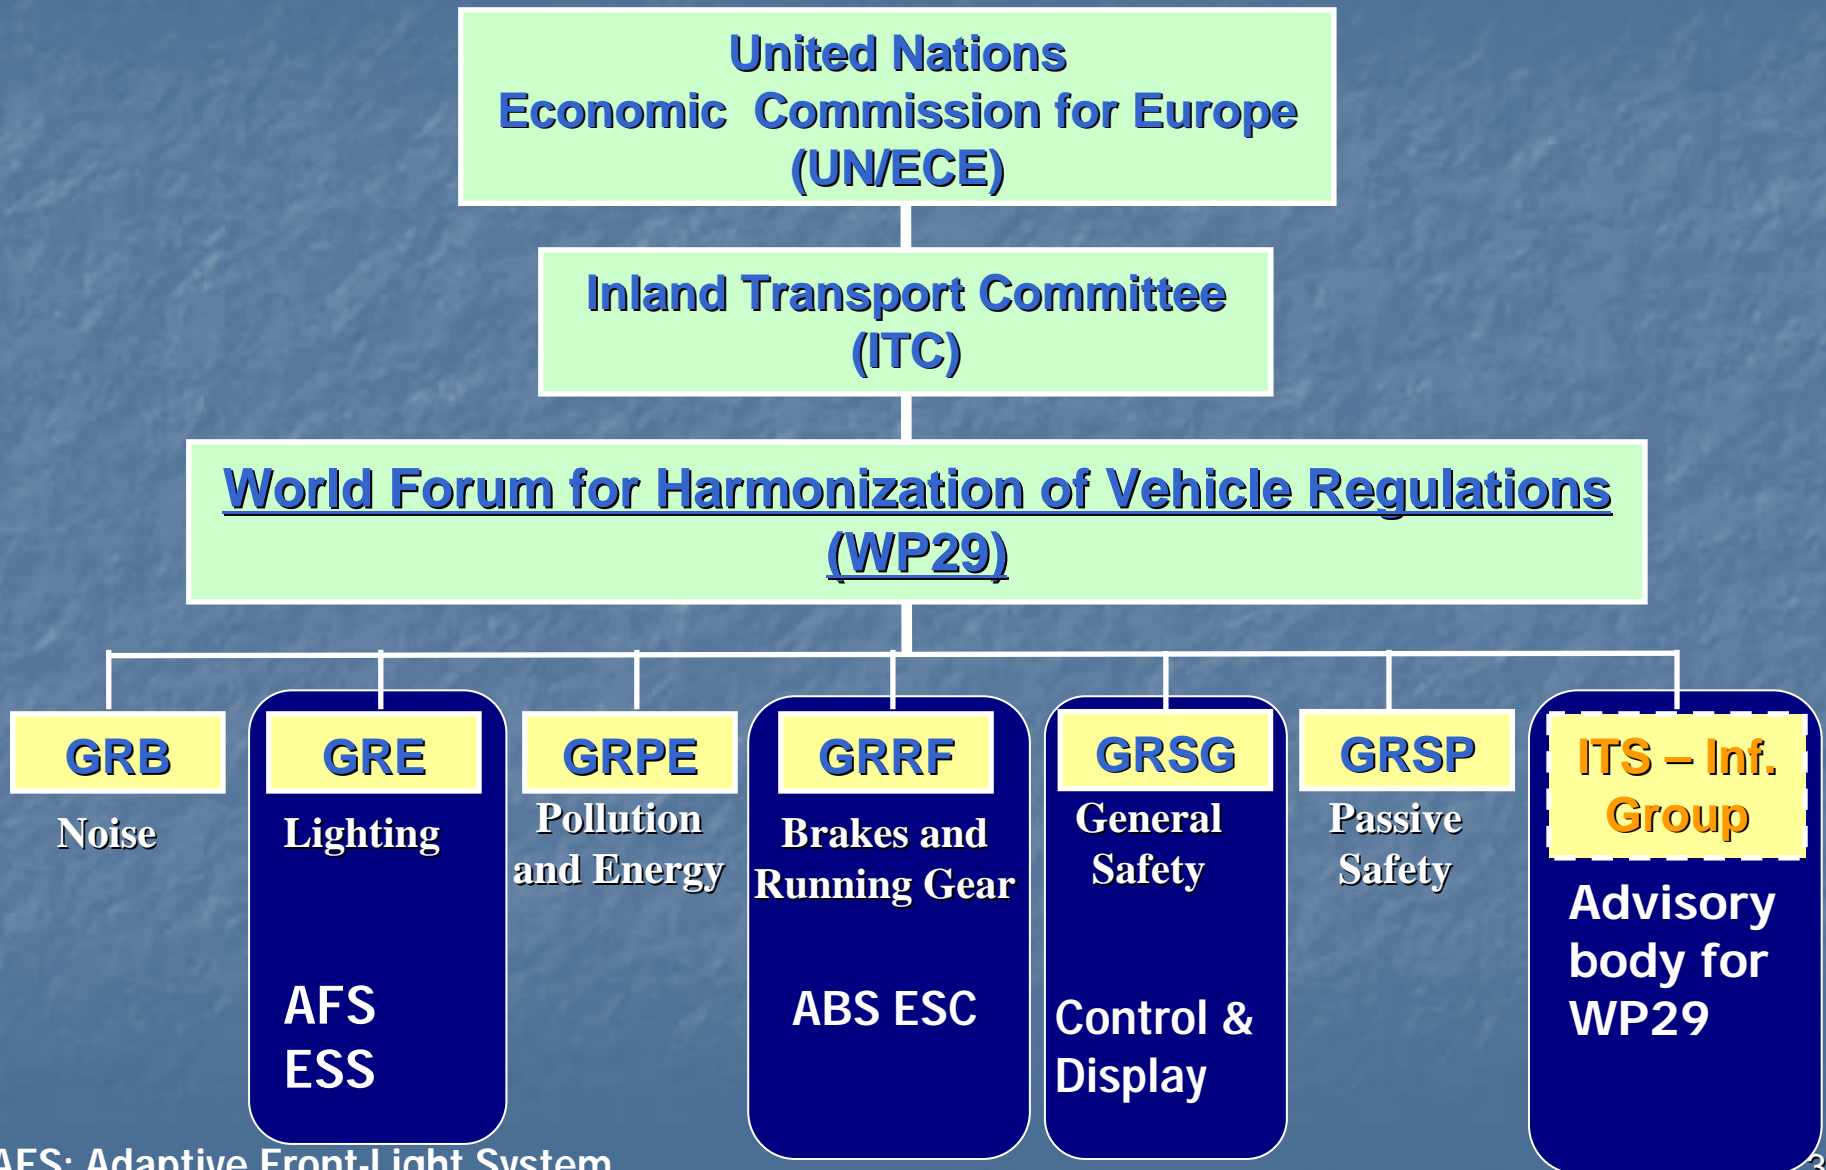 United Nations
Economic Commission for Europe
(UN/ECE)
Inland Transport Committee
(ITC)
World Forum for Harmonization of Vehicle Regulations
(WP29)
GRB
Noise
GRE
Lighting
AFS
ESS
GRPE
Pollution
and Energy
GRRF
Brakes and
Running Gear
ABS ESC
GRSG
General
Safety
Control &
Display
GRSP
Passive
Safety
ITS – Inf.
Group
Advisory
body for
WP29
AFS: Adaptive Front-Light System
3